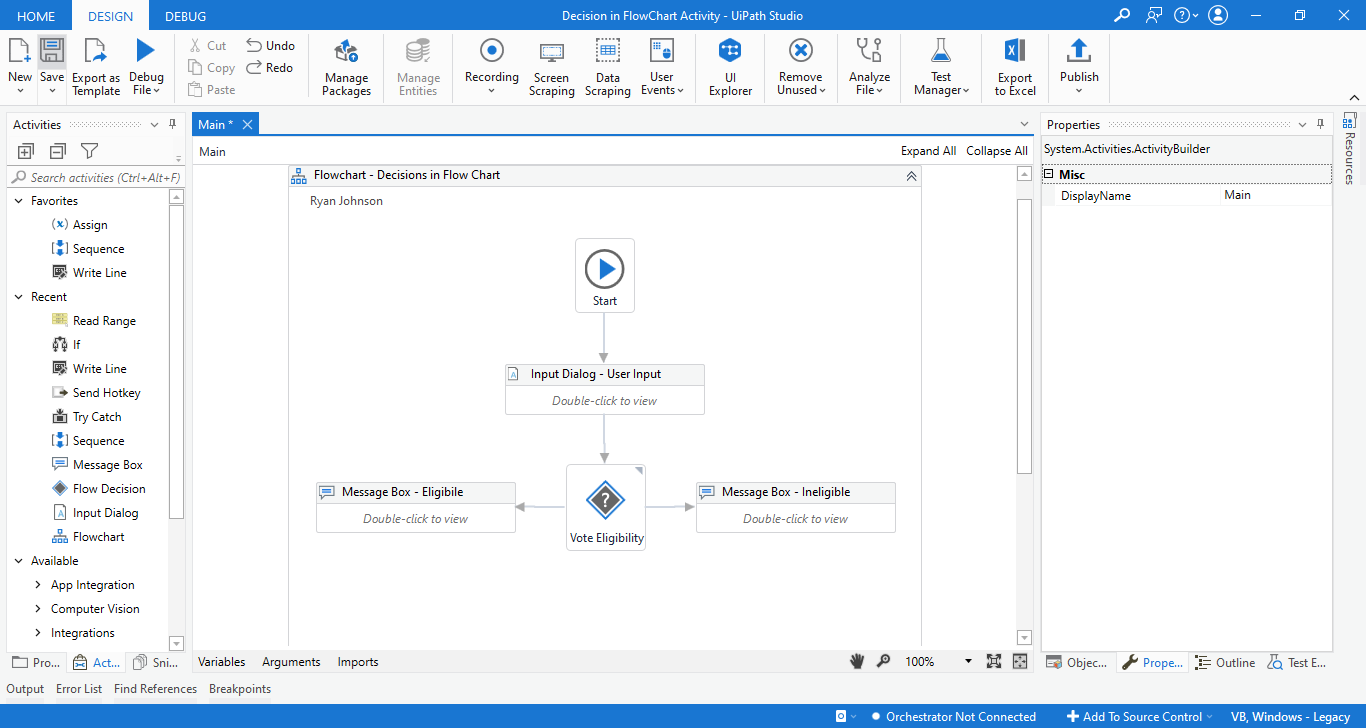 HOME DESIGN DEBUG Decision in FlowChart Activity - UiPath Studio
New Save Export as Template Debug File
Cut Undo
Copy Redo
Paste
Manage Packages Manage Entities Recording Screen Scraping Data Scraping User Events UI Explorer Remove Unused Analyze File Test Manager Export to Excel Publish
Activities
Search activities (Ctrl+Alt+F)
Favorites
Assign
Sequence
Write Line
Recent
Read Range
If
Write Line
Send Hotkey
Try Catch
Sequence
Message Box
Flow Decision
Input Dialog
Flowchart
Available
App Integration
Computer Vision
Integrations
Pro... Act... Sni...
Main *
Main Expand All Collapse All
Flowchart - Decisions in Flow Chart
Ryan Johnson
Start
Input Dialog - User Input
Double-click to view
Message Box - Eligibile
Double-click to view
Vote Eligibility
Message Box - Ineligible
Double-click to view
Variables Arguments Imports 100%
Properties
System.Activities.ActivityBuilder
Misc
DisplayName Main
Resources
Objec... Prope... Outline Test E...
Output Error List Find References Breakpoints
Orchestrator Not Connected Add To Source Control VB, Windows - Legacy